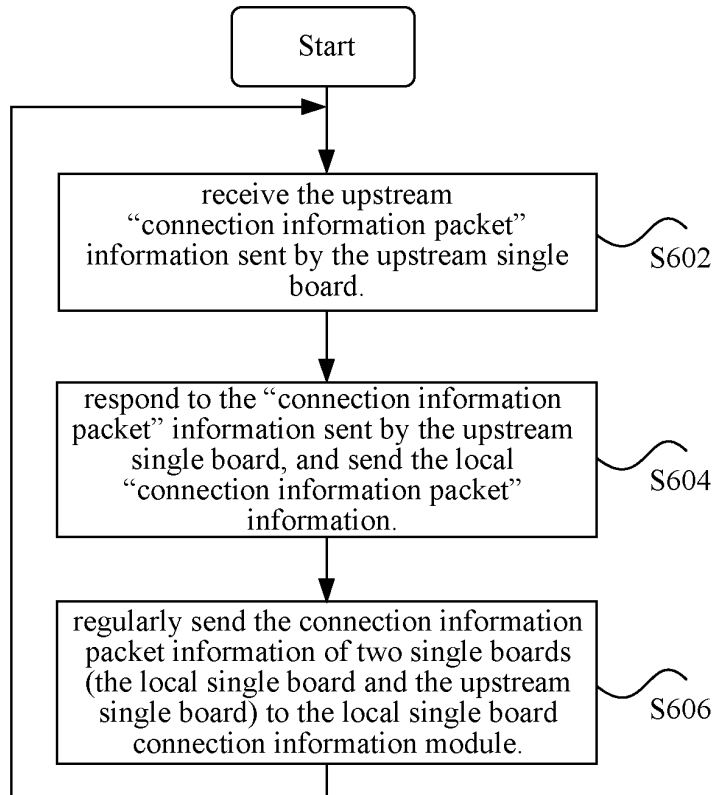 Start
receive the upstream
“connection information packet”
information sent by the upstream single
board.
S602
respond to the “connection information
packet” information sent by the upstream
single board, and send the local
“connection information packet”
information.
S604
regularly send the connection information
packet information of two single boards
(the local single board and the upstream
single board) to the local single board
connection information module.
S606